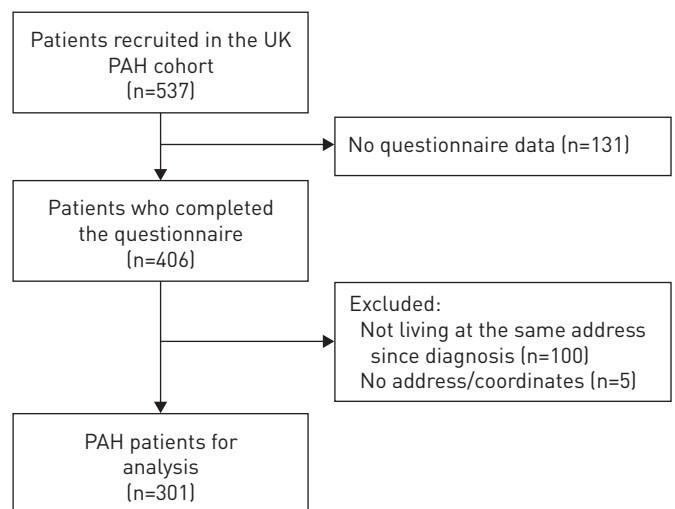 Patients recruited in the UK
PAH cohort
(n=537)
No questionnaire data (n=131)
Patients who completed
the questionnaire
(n=406)
Excluded:
Not living at the same address
since diagnosis (n=100)
No address/coordinates (n=5)
PAH patients for
analysis
(n=301)